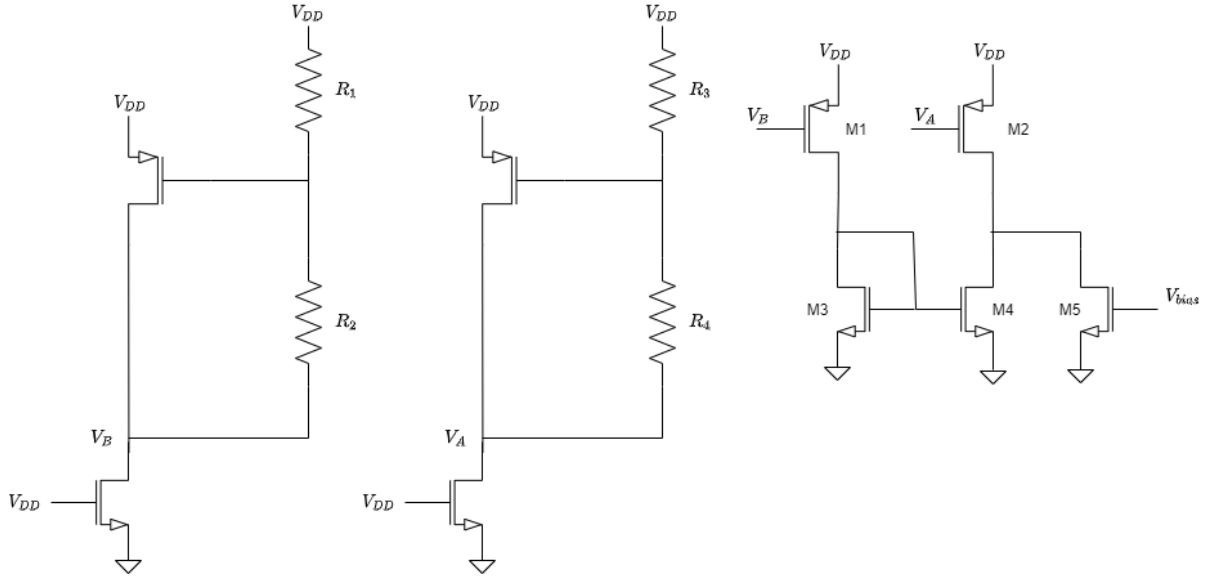 V_DD
R_1
V_DD
R_2
V_B
V_DD
V_DD
R_3
V_DD
R_4
V_A
V_DD
V_DD
V_B
M1
V_DD
V_A
M2
M3
M4
M5
V_bias